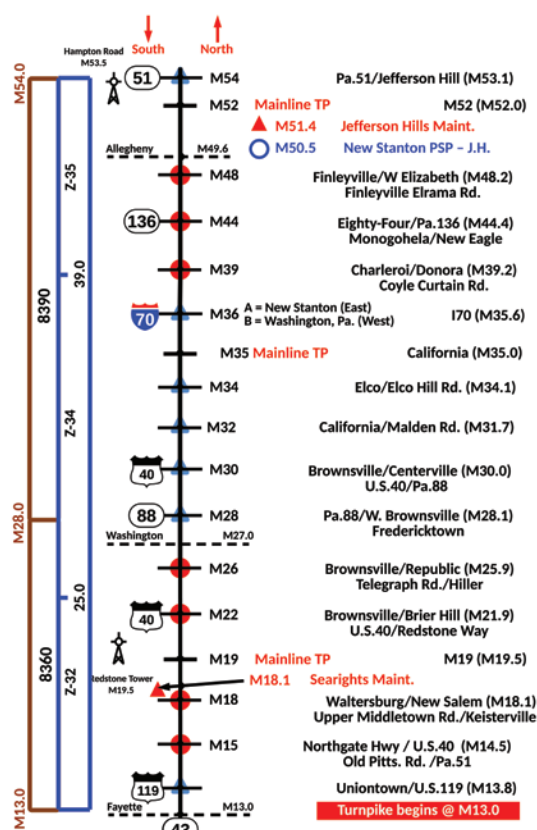 South North
Hampton Road
M53.5
M54.0
51 M54 Pa.51/Jefferson Hill (M53.1)
M52 Mainline TP M52 (M52.0)
M51.4 Jefferson Hills Maint.
M50.5 New Stanton PSP – J.H.
Allegheny M49.6
Z-35
M48 Finleyville/W Elizabeth (M48.2)
Finleyville Elrama Rd.
136 M44 Eighty-Four/Pa.136 (M44.4)
Monogohela/New Eagle
39.0
M39 Charleroi/Donora (M39.2)
Coyle Curtain Rd.
8390
70 M36 A = New Stanton (East) I70 (M35.6)
B = Washington, Pa. (West)
M35 Mainline TP California (M35.0)
M34 Elco/Elco Hill Rd. (M34.1)
Z-34
M32 California/Malden Rd. (M31.7)
40 M30 Brownsville/Centerville (M30.0)
U.S.40/Pa.88
M28.0
88 M28 Pa.88/W. Brownsville (M28.1)
Fredericktown
Washington M27.0
M26 Brownsville/Republic (M25.9)
Telegraph Rd./Hiller
25.0
40 M22 Brownsville/Brier Hill (M21.9)
U.S.40/Redstone Way
8360
Z-32
M19 Mainline TP M19 (M19.5)
edstone Tower
M19.5
M18.1 Searights Maint.
M18 Waltersburg/New Salem (M18.1)
Upper Middletown Rd./Keisterville
M15 Northgate Hwy / U.S.40 (M14.5)
Old Pitts. Rd. /Pa.51
119 Uniontown/U.S.119 (M13.8)
M13.0
Fayette M13.0
Turnpike begins @ M13.0
43